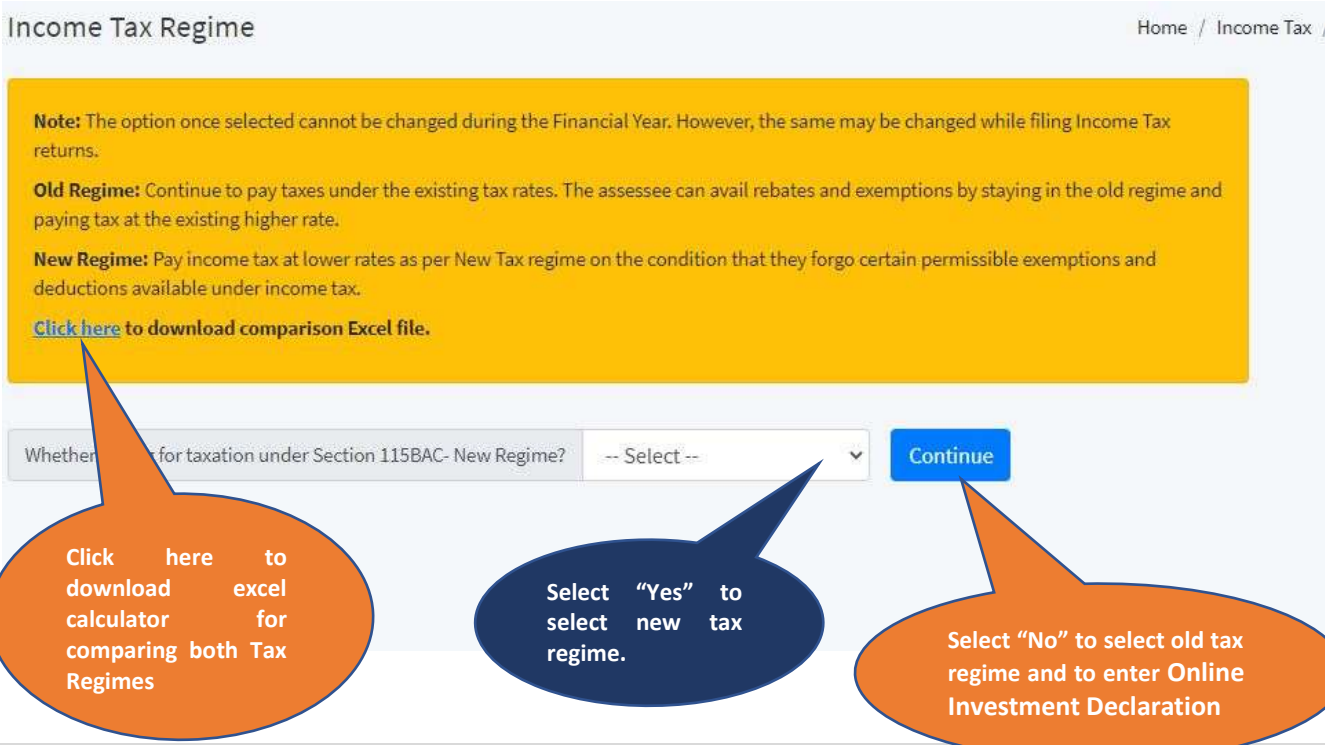 Income Tax Regime
Home / Income Tax /
Note: The option once selected cannot be changed during the Financial Year. However, the same may be changed while filing Income Tax
returns.
Old Regime: Continue to pay taxes under the existing tax rates. The assessee can avail rebates and exemptions by staying in the old regime and
paying tax at the existing higher rate.
New Regime: Pay income tax at lower rates as per New Tax regime on the condition that they forgo certain permissible exemptions and
deductions available under income tax.
Click here to download comparison Excel file.
Whether for taxation under Section 115BAC- New Regime?
-- Select --
Continue
Click here to
download excel
calculator for
comparing both Tax
Regimes
Select “Yes” to
select new tax
regime.
Select “No” to select old tax
regime and to enter Online
Investment Declaration